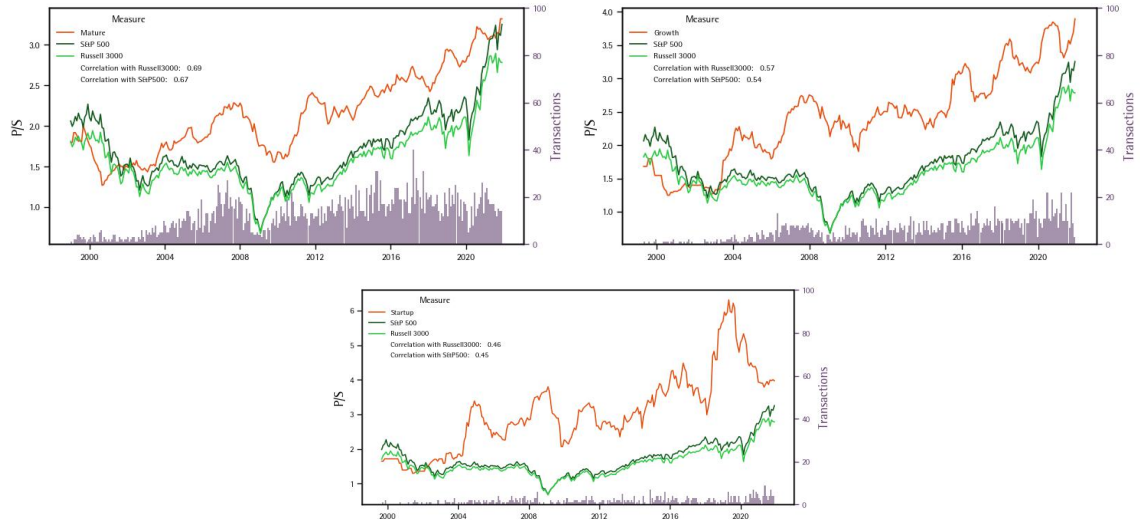 Measure
Mature
S&P 500
Russell 3000
Correlation with Russell3000: 0.69
Correlation with S&P500: 0.67
P/S
3.0
2.5
2.0
1.5
1.0
100
80
60
40
20
0
Transactions
2000 2004 2008 2012 2016 2020
Measure
Growth
S&P 500
Russell 3000
Correlation with Russell3000: 0.57
Correlation with S&P500: 0.54
P/S
4.0
3.5
3.0
2.5
2.0
1.5
1.0
100
80
60
40
20
0
Transactions
2000 2004 2008 2012 2016 2020
Measure
Startup
S&P 500
Russell 3000
Correlation with Russell3000: 0.46
Correlation with S&P500: 0.45
P/S
6
5
4
3
2
1
100
80
60
40
20
0
Transactions
2000 2004 2008 2012 2016 2020